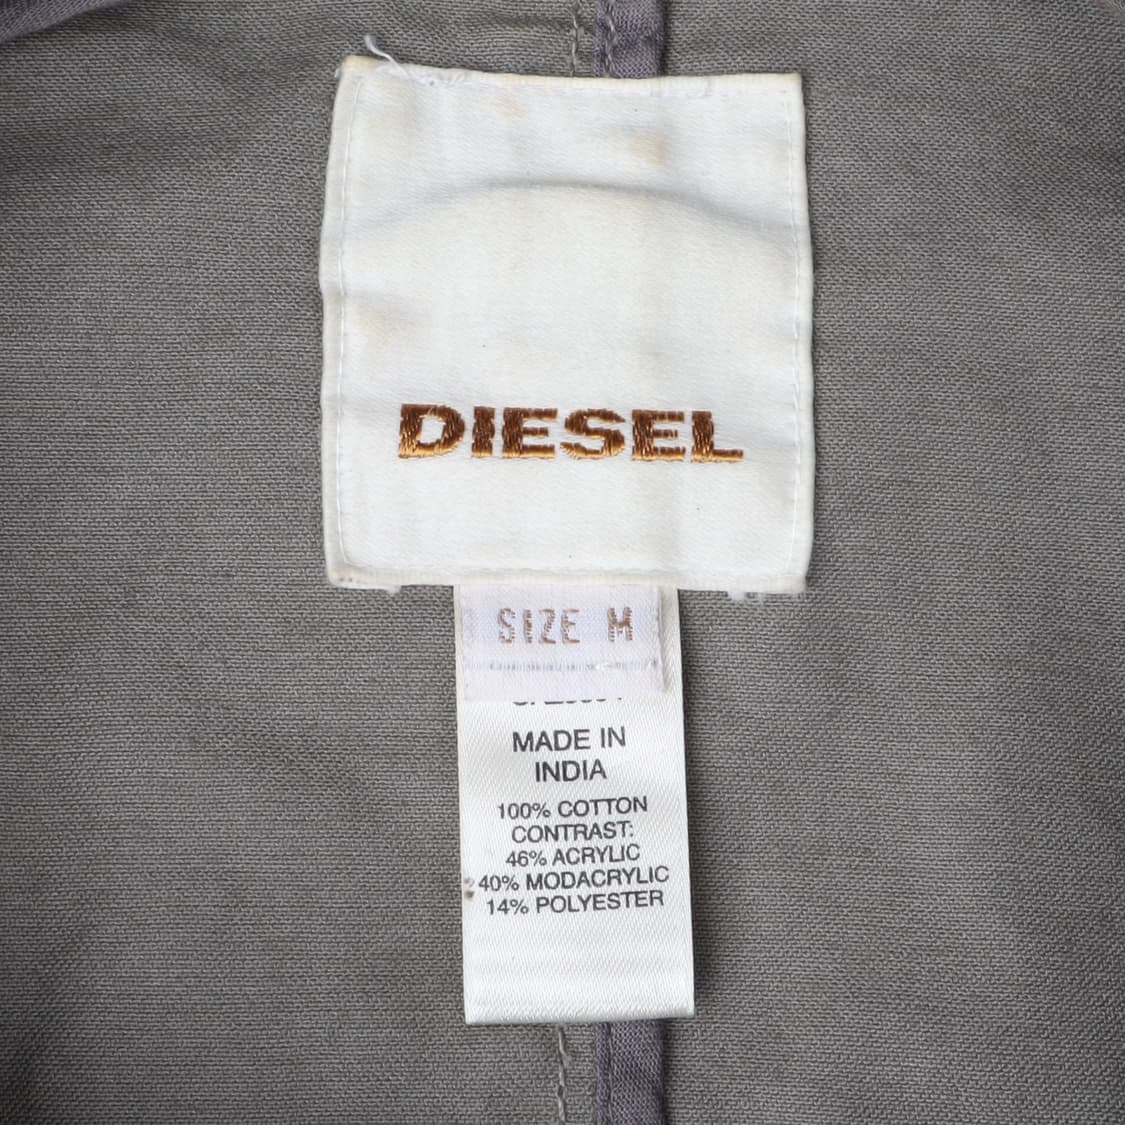 DIESEL
SIZE M
MADE IN
INDIA
100% COTTON
CONTRAST:
46% ACRYLIC
40% MODACRYLIC
14% POLYESTER